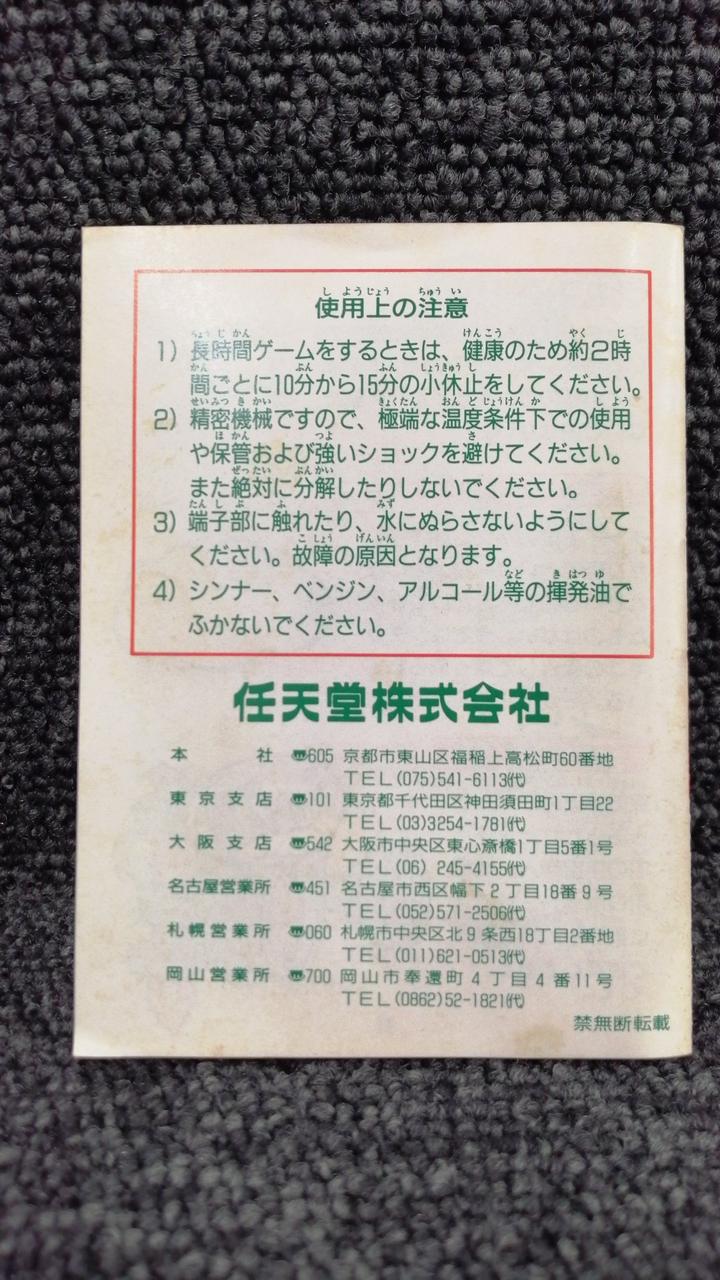 使用上の注意
1) 長時間ゲームをするときは、健康のため約2時
間ごとに10分から15分の小休止をしてください。
2) 精密機械ですので、極端な温度条件下での使用
や保管および強いショックを避けてください。
また絶対に分解したりしないでください。
3) 端子部に触れたり、水にぬらさないようにして
ください。故障の原因となります。
4) シンナー、ベンジン、アルコール等の揮発油で
ふかないでください。
任天堂株式会社
本社 〠605 京都市東山区福稲上高松町60番地
TEL(075)541-6113㈹
東京支店 〠101 東京都千代田区神田須田町1丁目22
TEL(03)3254-1781㈹
大阪支店 〠542 大阪市中央区東心斎橋1丁目5番1号
TEL(06) 245-4155㈹
名古屋営業所 〠451 名古屋市西区幅下2丁目18番9号
TEL(052)571-2506㈹
札幌営業所 〠060 札幌市中央区北9条西18丁目2番地
TEL(011)621-0513㈹
岡山営業所 〠700 岡山市奉還町4丁目4番11号
TEL(0862)52-1821㈹
禁無断転載